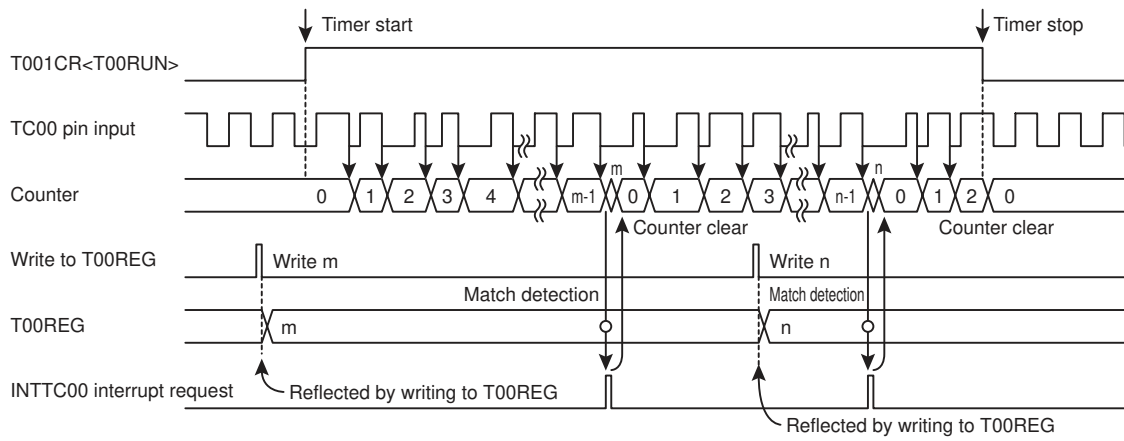 Timer start
Timer stop
T001CR<T00RUN>
TC00 pin input
m
n
Counter
0 1 2 3 4 m-1 0 1 2 3 n-1 0 1 2 0
Counter clear
Counter clear
Write to T00REG
Write m
Write n
Match detection
Match detection
T00REG
m
n
INTTC00 interrupt request
Reflected by writing to T00REG
Reflected by writing to T00REG